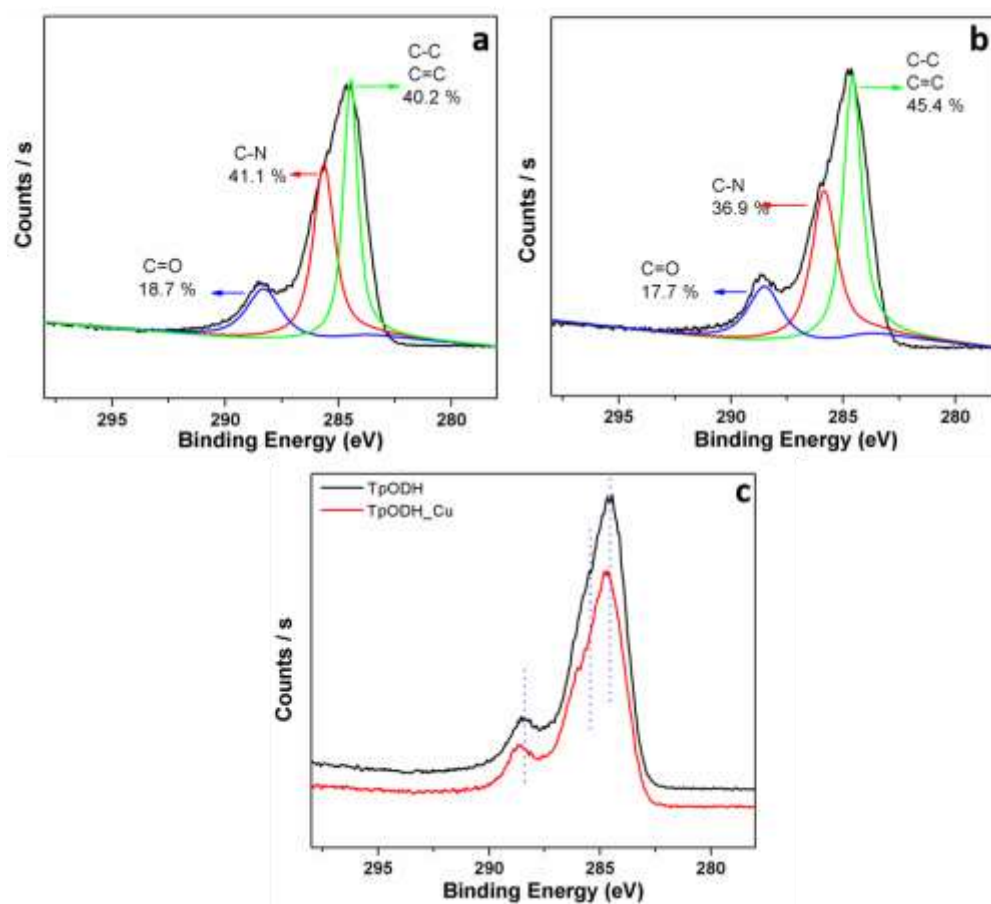 a
C-C
C=C
40.2 %
C-N
41.1 %
C=O
18.7 %
Counts / s
295 290 285 280
Binding Energy (eV)
b
C-C
C=C
45.4 %
C-N
36.9 %
C=O
17.7 %
Counts / s
295 290 285 280
Binding Energy (eV)
c
TpODH
TpODH_Cu
Counts / s
295 290 285 280
Binding Energy (eV)